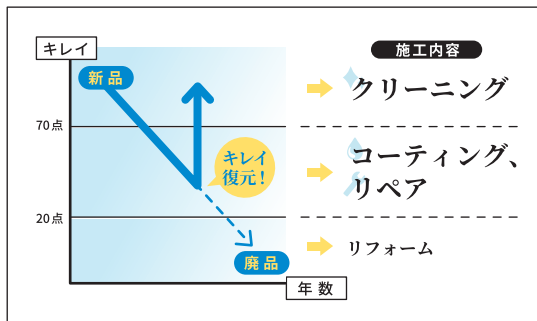 キレイ
施工内容
新品
クリーニング
70点
キレイ
復元！
コーティング、
リペア
20点
廃品
リフォーム
年数